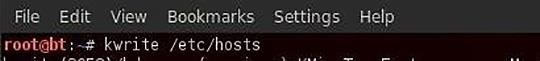 File Edit View Bookmarks Settings Help
root@bt:~# kwrite /etc/hosts